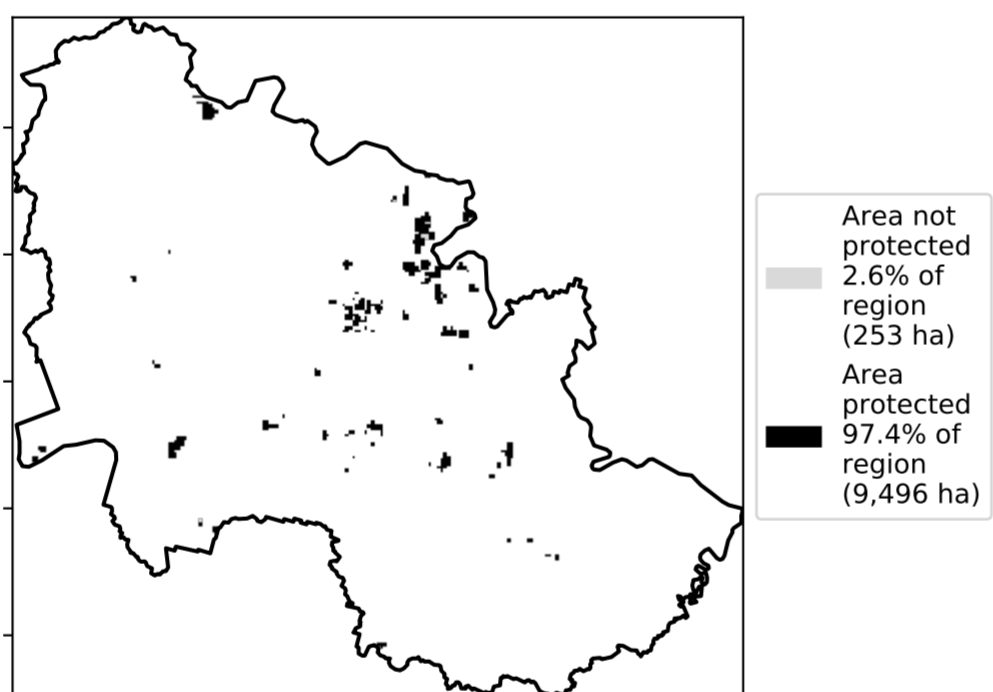 Area not
protected
2.6% of
region
(253 ha)
Area
protected
97.4% of
region
(9,496 ha)